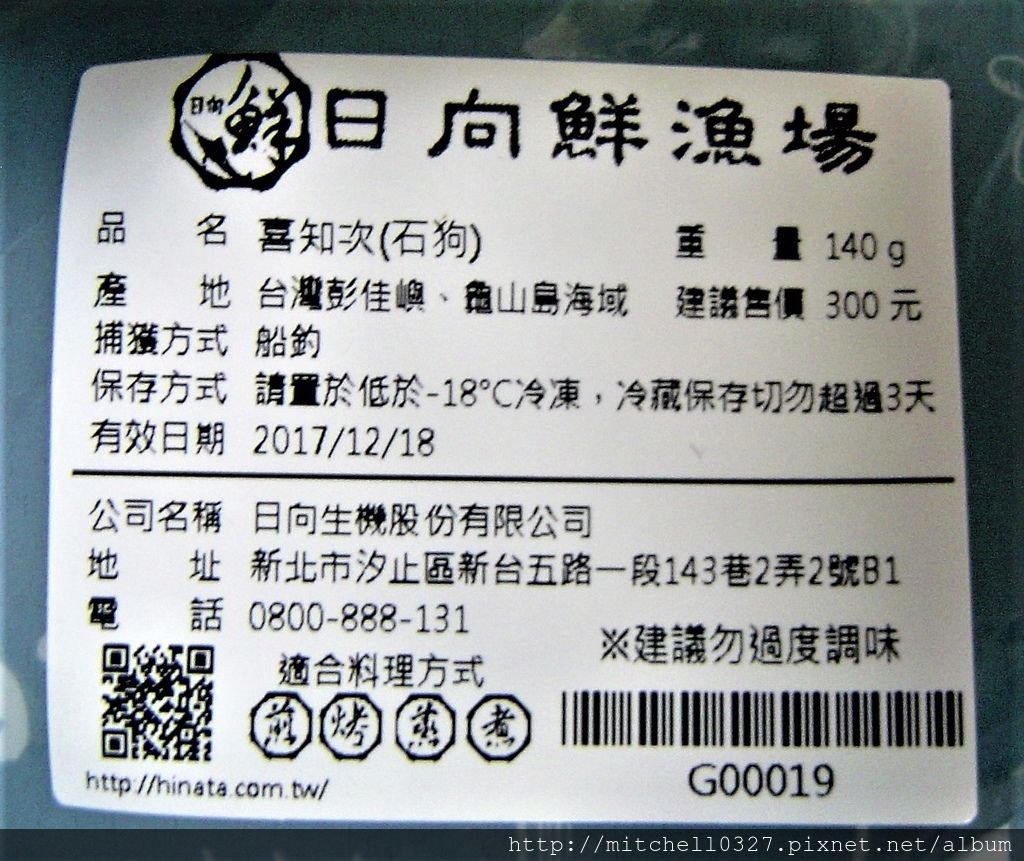 日向 鮮 日向鮮漁場
品名 喜知次(石狗) 重量 140 g
產地 台灣彭佳嶼、龜山島海域 建議售價 300 元
捕獲方式 船釣
保存方式 請置於低於-18°C冷凍，冷藏保存切勿超過3天
有效日期 2017/12/18
公司名稱 日向生機股份有限公司
地址 新北市汐止區新台五路一段143巷2弄2號B1
電話 0800-888-131
※建議勿過度調味
適合料理方式
煎 烤 蒸 煮
G00019
http://hinata.com.tw/
http://mitchell0327.pixnet.net/album